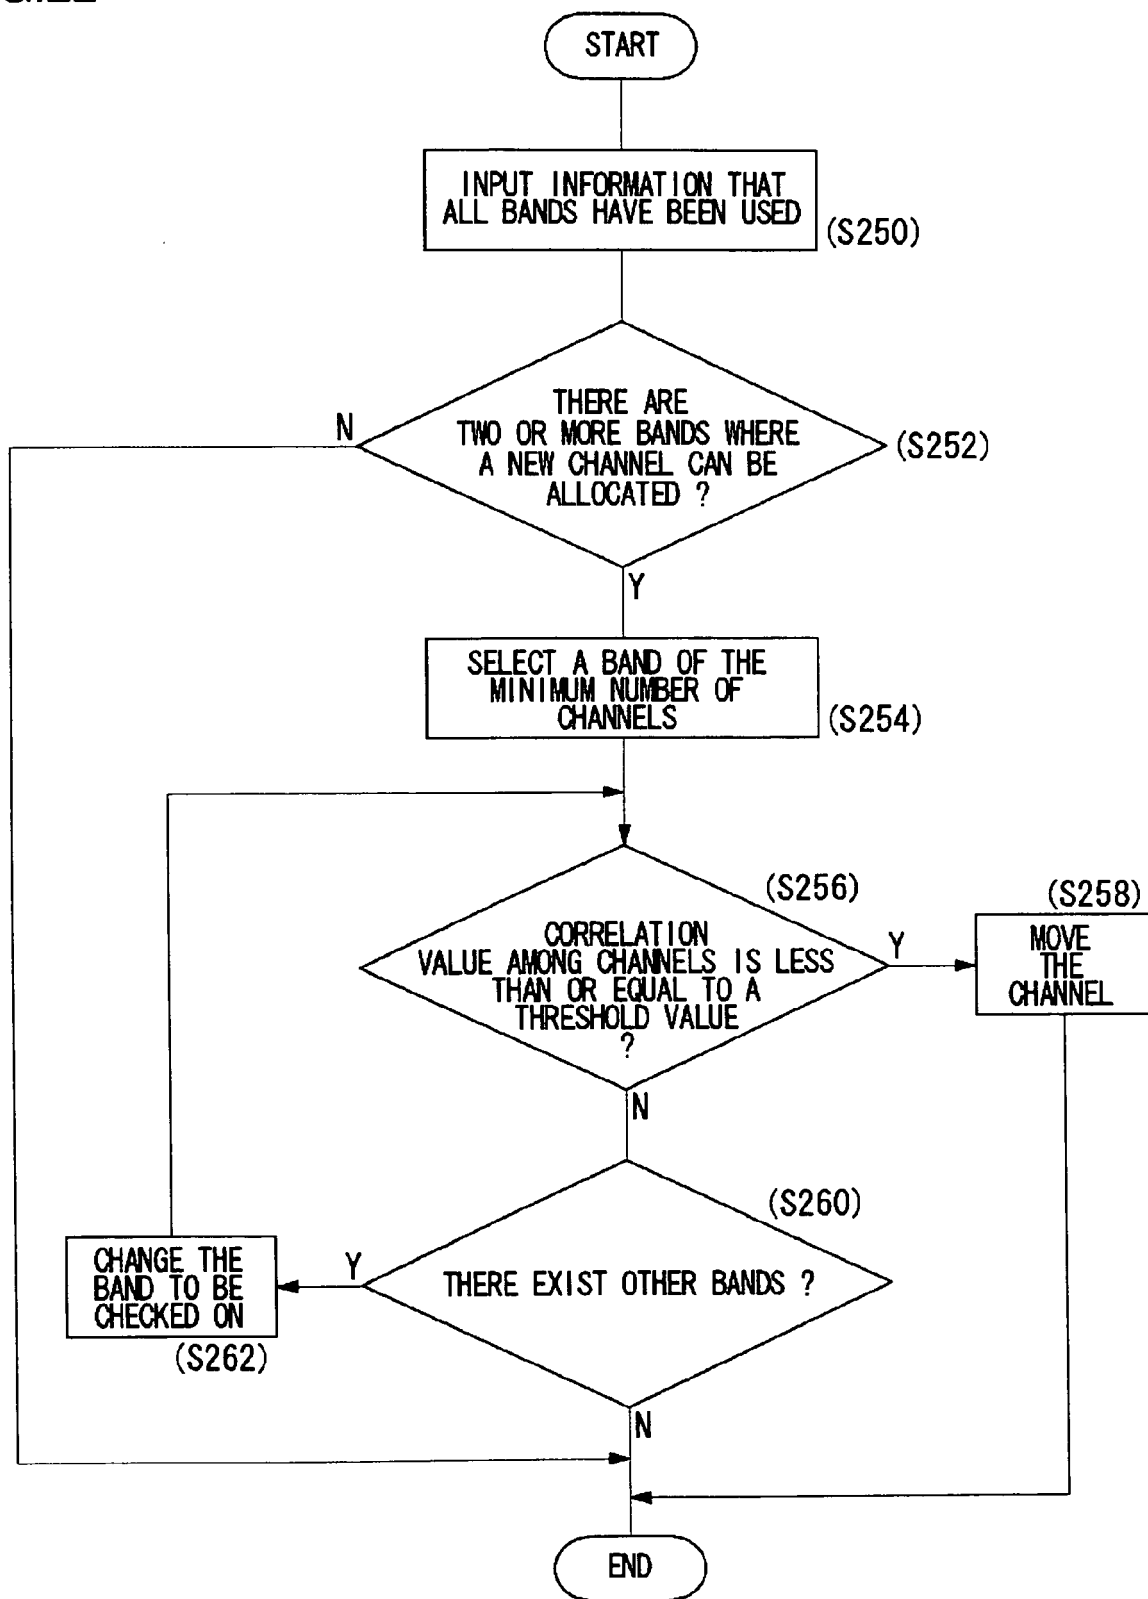 START
INPUT INFORMATION THAT
ALL BANDS HAVE BEEN USED
(S250)
THERE ARE
TWO OR MORE BANDS WHERE
A NEW CHANNEL CAN BE
ALLOCATED ?
N
(S252)
Y
SELECT A BAND OF THE
MINIMUM NUMBER OF
CHANNELS
(S254)
(S256)
CORRELATION
VALUE AMONG CHANNELS IS LESS
THAN OR EQUAL TO A
THRESHOLD VALUE
?
Y
(S258)
MOVE
THE
CHANNEL
N
(S260)
THERE EXIST OTHER BANDS ?
Y
CHANGE THE
BAND TO BE
CHECKED ON
(S262)
N
END